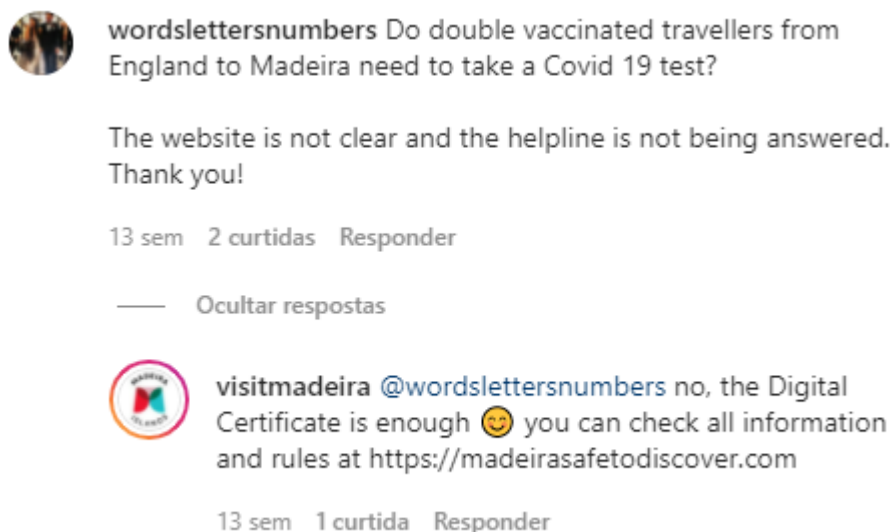 wordslettersnumbers Do double vaccinated travellers from
England to Madeira need to take a Covid 19 test?
The website is not clear and the helpline is not being answered.
Thank you!
13 sem 2 curtidas Responder
Ocultar respostas
MADEIRA
ISLANDS
visitmadeira @wordslettersnumbers no, the Digital
Certificate is enough 😊 you can check all information
and rules at https://madeirasafetodiscover.com
13 sem 1 curtida Responder